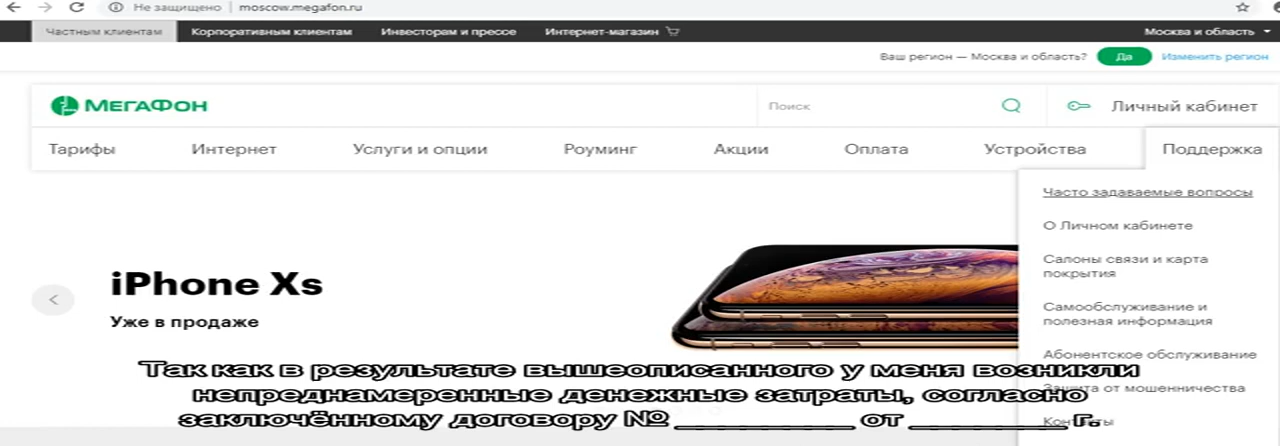 Не защищено | moscow.megafon.ru
Частным клиентам Корпоративным клиентам Инвесторам и прессе Интернет-магазин Москва и область
Ваш регион — Москва и область? Да Изменить регион
МегаФон Поиск Личный кабинет
Тарифы Интернет Услуги и опции Роуминг Акции Оплата Устройства Поддержка
Часто задаваемые вопросы
О Личном кабинете
Салоны связи и карта
покрытия
iPhone Xs
Уже в продаже
Самообслуживание и
полезная информация
Абонентское обслуживание
Защита от мошенничества
Контакты
Так как в результате вышеописанного у меня возникли
непреднамеренные денежные затраты, согласно
заключённому договору № __________ от __________ г.